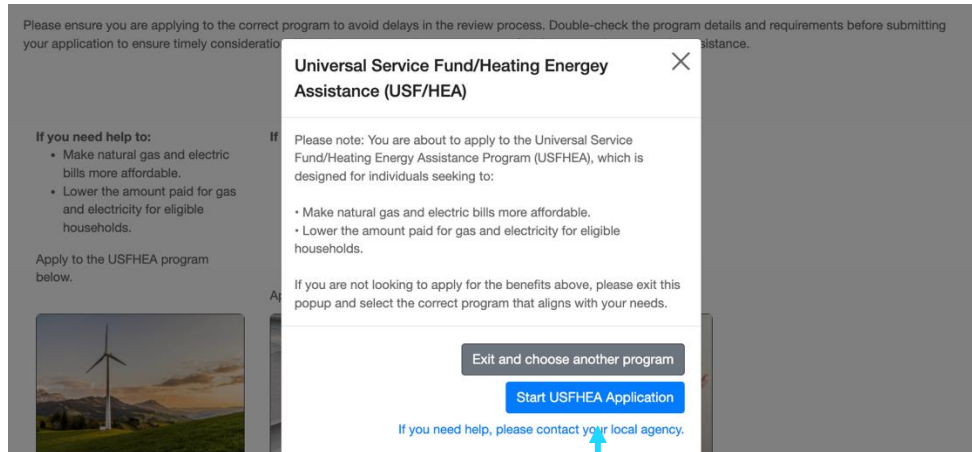 Please ensure you are applying to the correct program to avoid delays in the review process. Double-check the program details and requirements before submitting
your application to ensure timely consideratio
sistance.
Universal Service Fund/Heating Energey
Assistance (USF/HEA)
If you need help to:
• Make natural gas and electric
bills more affordable.
• Lower the amount paid for gas
and electricity for eligible
households.
Apply to the USFHEA program
below.
If
Please note: You are about to apply to the Universal Service
Fund/Heating Energy Assistance Program (USFHEA), which is
designed for individuals seeking to:
• Make natural gas and electric bills more affordable.
• Lower the amount paid for gas and electricity for eligible
households.
If you are not looking to apply for the benefits above, please exit this
popup and select the correct program that aligns with your needs.
Exit and choose another program
Start USFHEA Application
If you need help, please contact your local agency.